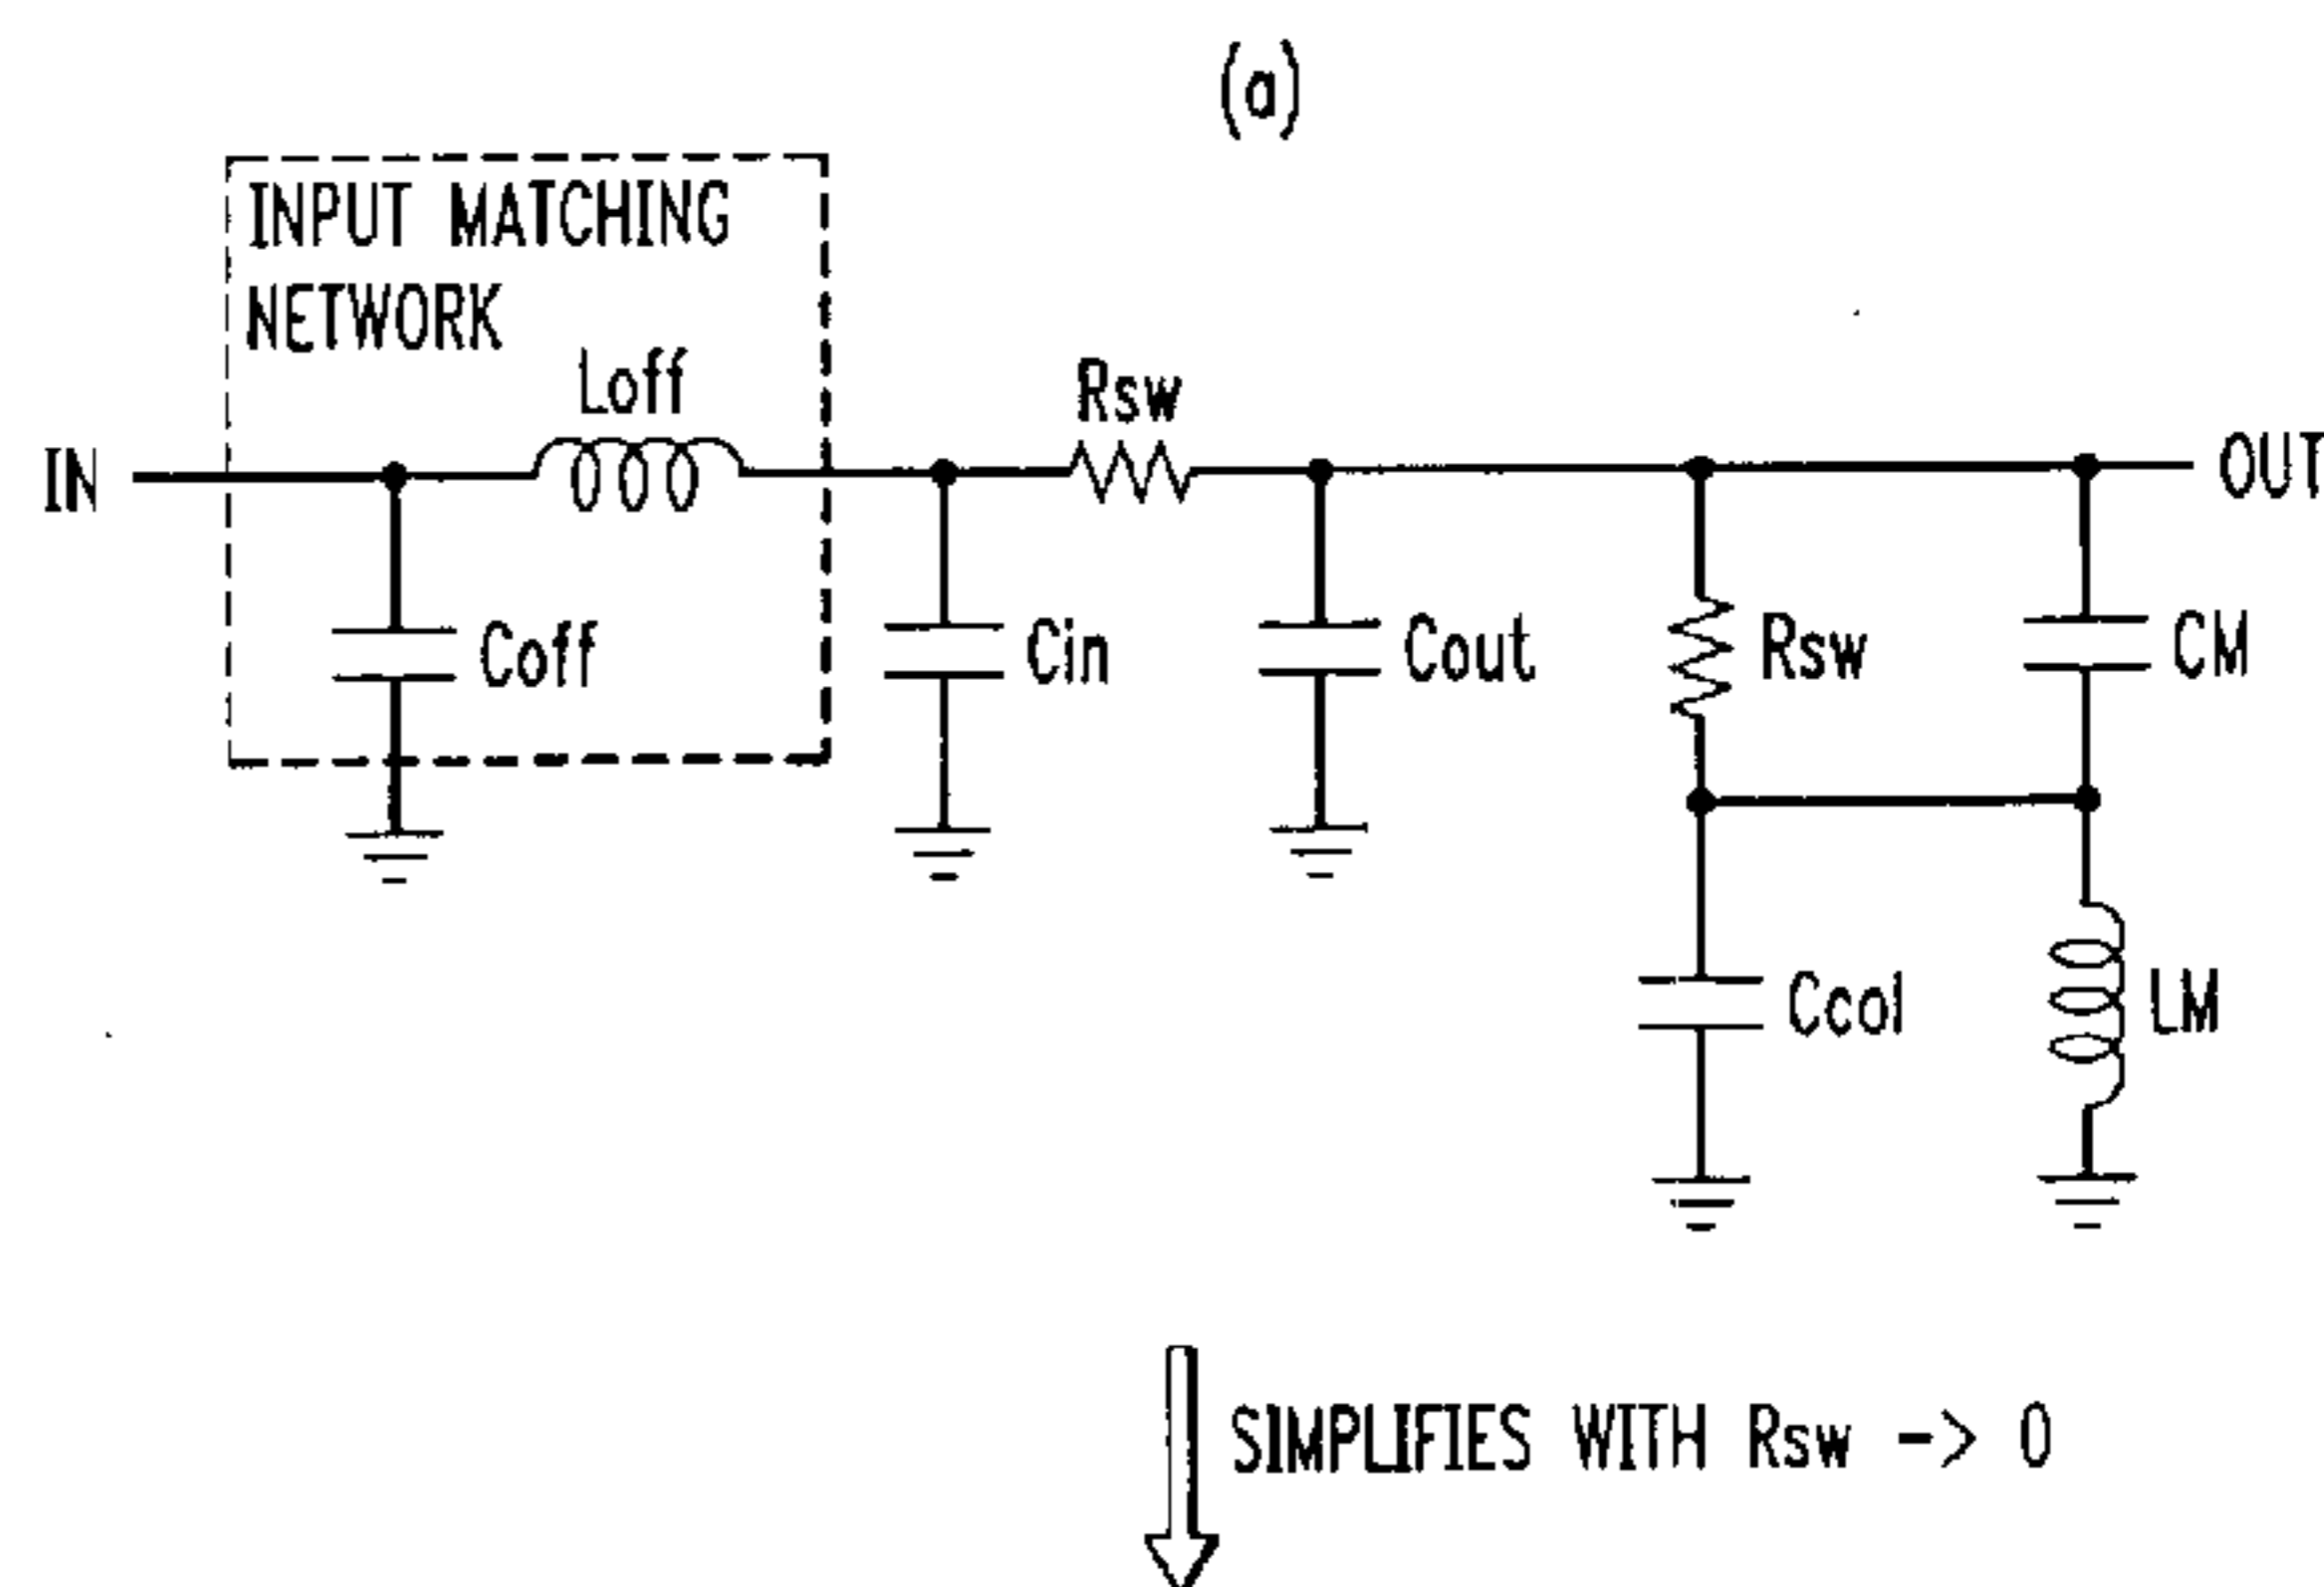 (a)
INPUT MATCHING
NETWORK
Loff
Rsw
IN
OUT
Coff
Cin
Cout
Rsw
CM
Ccol
LM
SIMPLIFIES WITH Rsw -> 0